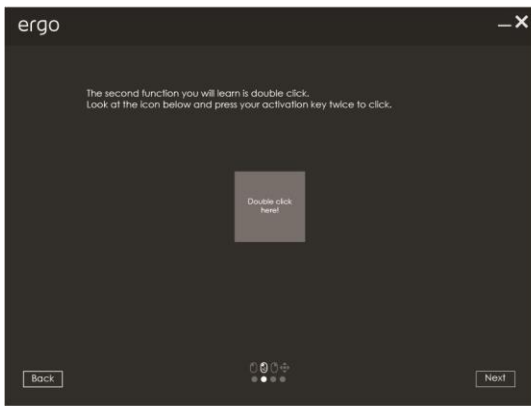 ergo
The second function you will learn is double click.
Look at the icon below and press your activation key twice to click.
Double click
here!
Back
Next